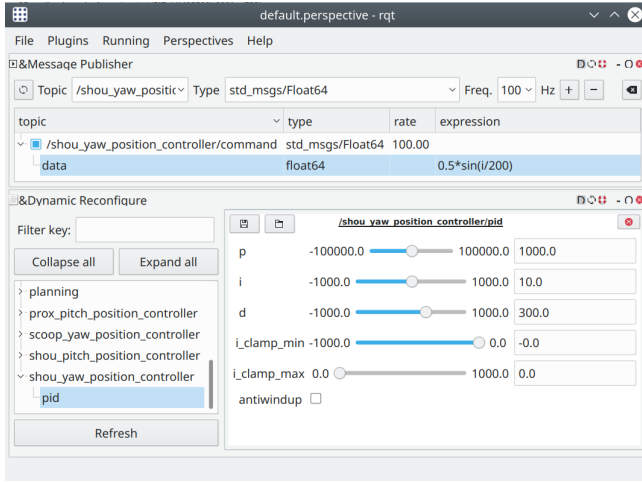 default.perspective - rqt
File Plugins Running Perspectives Help
&Message Publisher
D - O
Topic /shou_yaw_positic Type std_msgs/Float64 Freq. 100 Hz + −
topic type rate expression
/shou_yaw_position_controller/command std_msgs/Float64 100.00
data float64 0.5*sin(i/200)
&Dynamic Reconfigure
D - O
Filter key:
Collapse all Expand all
planning
prox_pitch_position_controller
scoop_yaw_position_controller
shou_pitch_position_controller
shou_yaw_position_controller
pid
Refresh
/shou_yaw_position_controller/pid
p -100000.0 100000.0 1000.0
i -1000.0 1000.0 10.0
d -1000.0 1000.0 300.0
i_clamp_min -1000.0 0.0 -0.0
i_clamp_max 0.0 1000.0 0.0
antiwindup